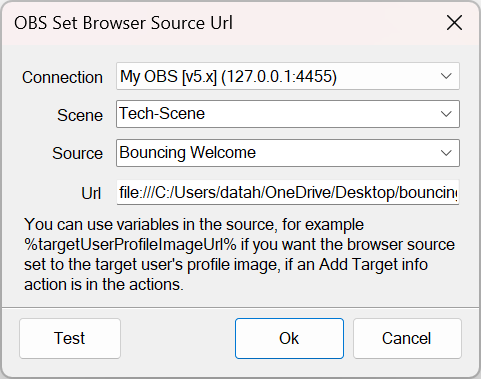 OBS Set Browser Source Url
Connection My OBS [v5.x] (127.0.0.1:4455)
Scene Tech-Scene
Source Bouncing Welcome
Url file:///C:/Users/datah/OneDrive/Desktop/bouncing
You can use variables in the source, for example
%targetUserProfileImageUrl% if you want the browser source
set to the target user's profile image, if an Add Target info
action is in the actions.
Test Ok Cancel